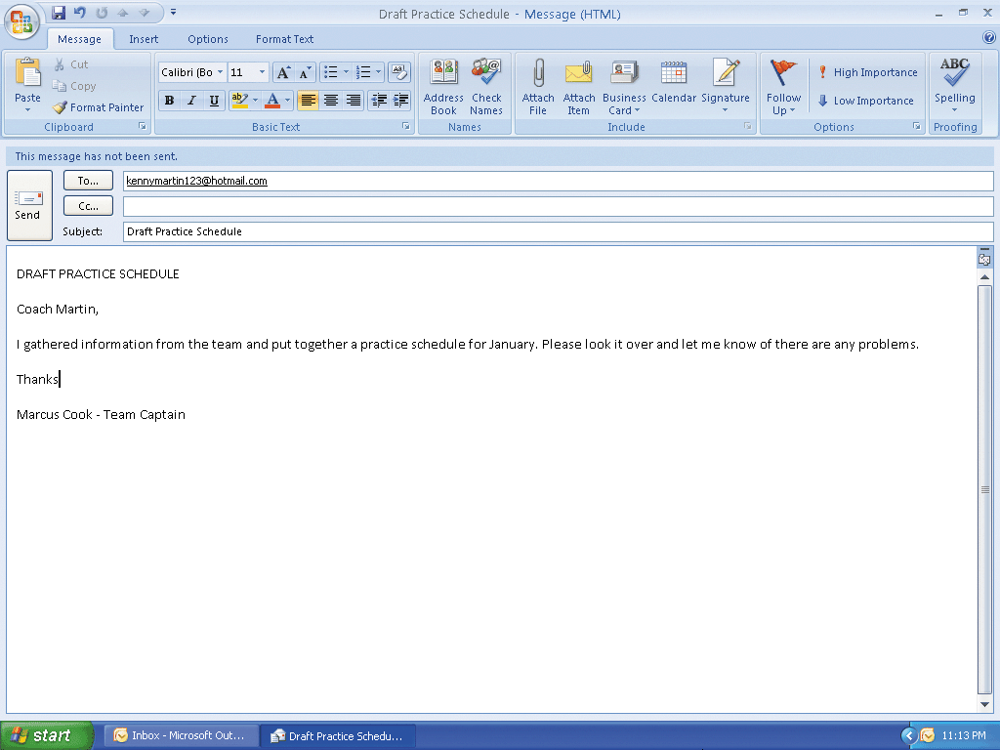 Draft Practice Schedule - Message (HTML)
Message Insert Options Format Text
Paste
Cut
Copy
Format Painter
Clipboard
Calibri (Bo 11 A A
B I U ab A
Basic Text
Address Book
Check Names
Names
Attach File
Attach Item
Business Card
Calendar
Signature
Include
Follow Up
High Importance
Low Importance
Options
ABC
Spelling
Proofing
This message has not been sent.
Send
To... kennymartin123@hotmail.com
Cc...
Subject: Draft Practice Schedule
DRAFT PRACTICE SCHEDULE
Coach Martin,
I gathered information from the team and put together a practice schedule for January. Please look it over and let me know of there are any problems.
Thanks
Marcus Cook - Team Captain
start Inbox - Microsoft Out... Draft Practice Schedu... 11:13 PM